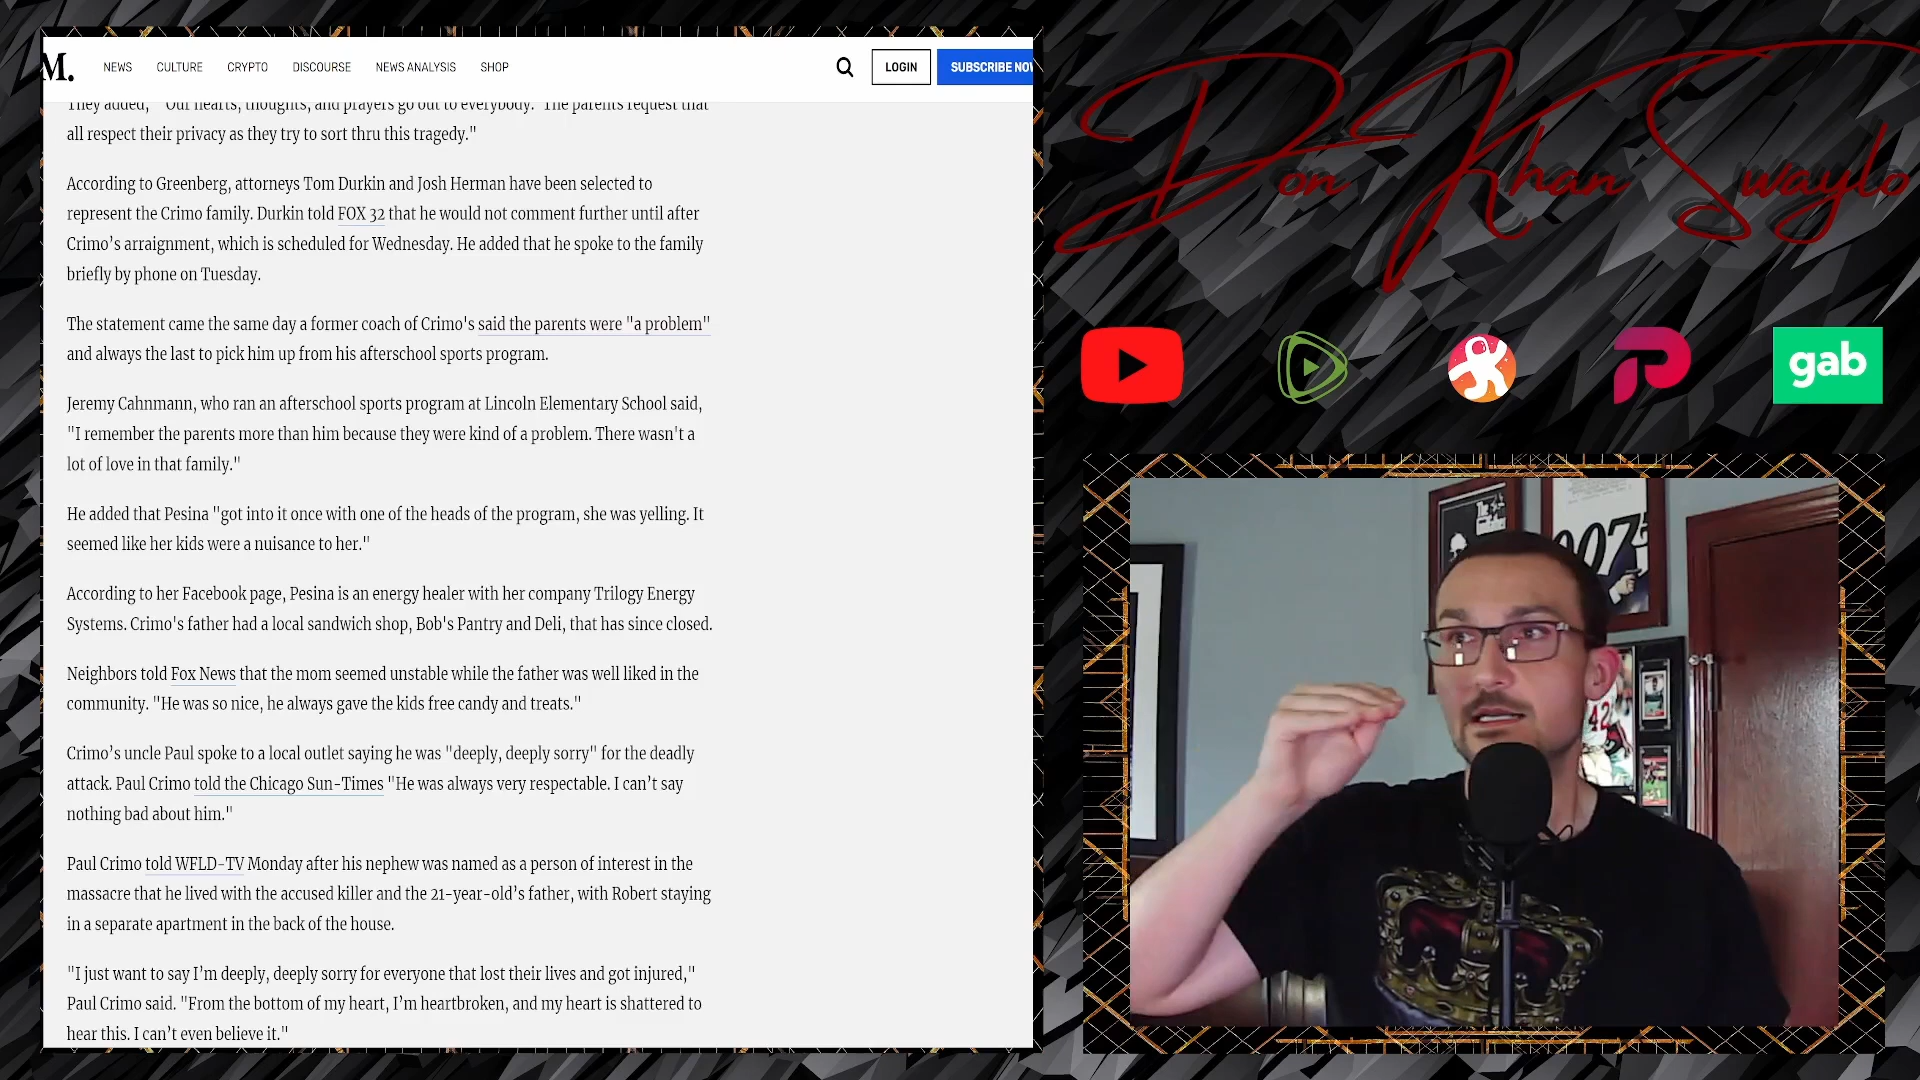 M.
NEWS
CULTURE
CRYPTO
DISCOURSE
NEWS ANALYSIS
SHOP
LOGIN
SUBSCRIBE NOW
They added, "Our hearts, thoughts, and prayers go out to everybody." The parents request that
all respect their privacy as they try to sort thru this tragedy."
According to Greenberg, attorneys Tom Durkin and Josh Herman have been selected to
represent the Crimo family. Durkin told FOX 32 that he would not comment further until after
Crimo’s arraignment, which is scheduled for Wednesday. He added that he spoke to the family
briefly by phone on Tuesday.
The statement came the same day a former coach of Crimo's said the parents were "a problem"
and always the last to pick him up from his afterschool sports program.
Jeremy Cahnmann, who ran an afterschool sports program at Lincoln Elementary School said,
"I remember the parents more than him because they were kind of a problem. There wasn't a
lot of love in that family."
He added that Pesina "got into it once with one of the heads of the program, she was yelling. It
seemed like her kids were a nuisance to her."
According to her Facebook page, Pesina is an energy healer with her company Trilogy Energy
Systems. Crimo's father had a local sandwich shop, Bob's Pantry and Deli, that has since closed.
Neighbors told Fox News that the mom seemed unstable while the father was well liked in the
community. "He was so nice, he always gave the kids free candy and treats."
Crimo’s uncle Paul spoke to a local outlet saying he was "deeply, deeply sorry" for the deadly
attack. Paul Crimo told the Chicago Sun-Times "He was always very respectable. I can’t say
nothing bad about him."
Paul Crimo told WFLD-TV Monday after his nephew was named as a person of interest in the
massacre that he lived with the accused killer and the 21-year-old’s father, with Robert staying
in a separate apartment in the back of the house.
"I just want to say I’m deeply, deeply sorry for everyone that lost their lives and got injured,"
Paul Crimo said. "From the bottom of my heart, I’m heartbroken, and my heart is shattered to
hear this. I can’t even believe it."
Don Khan Swaylo
gab
007
42